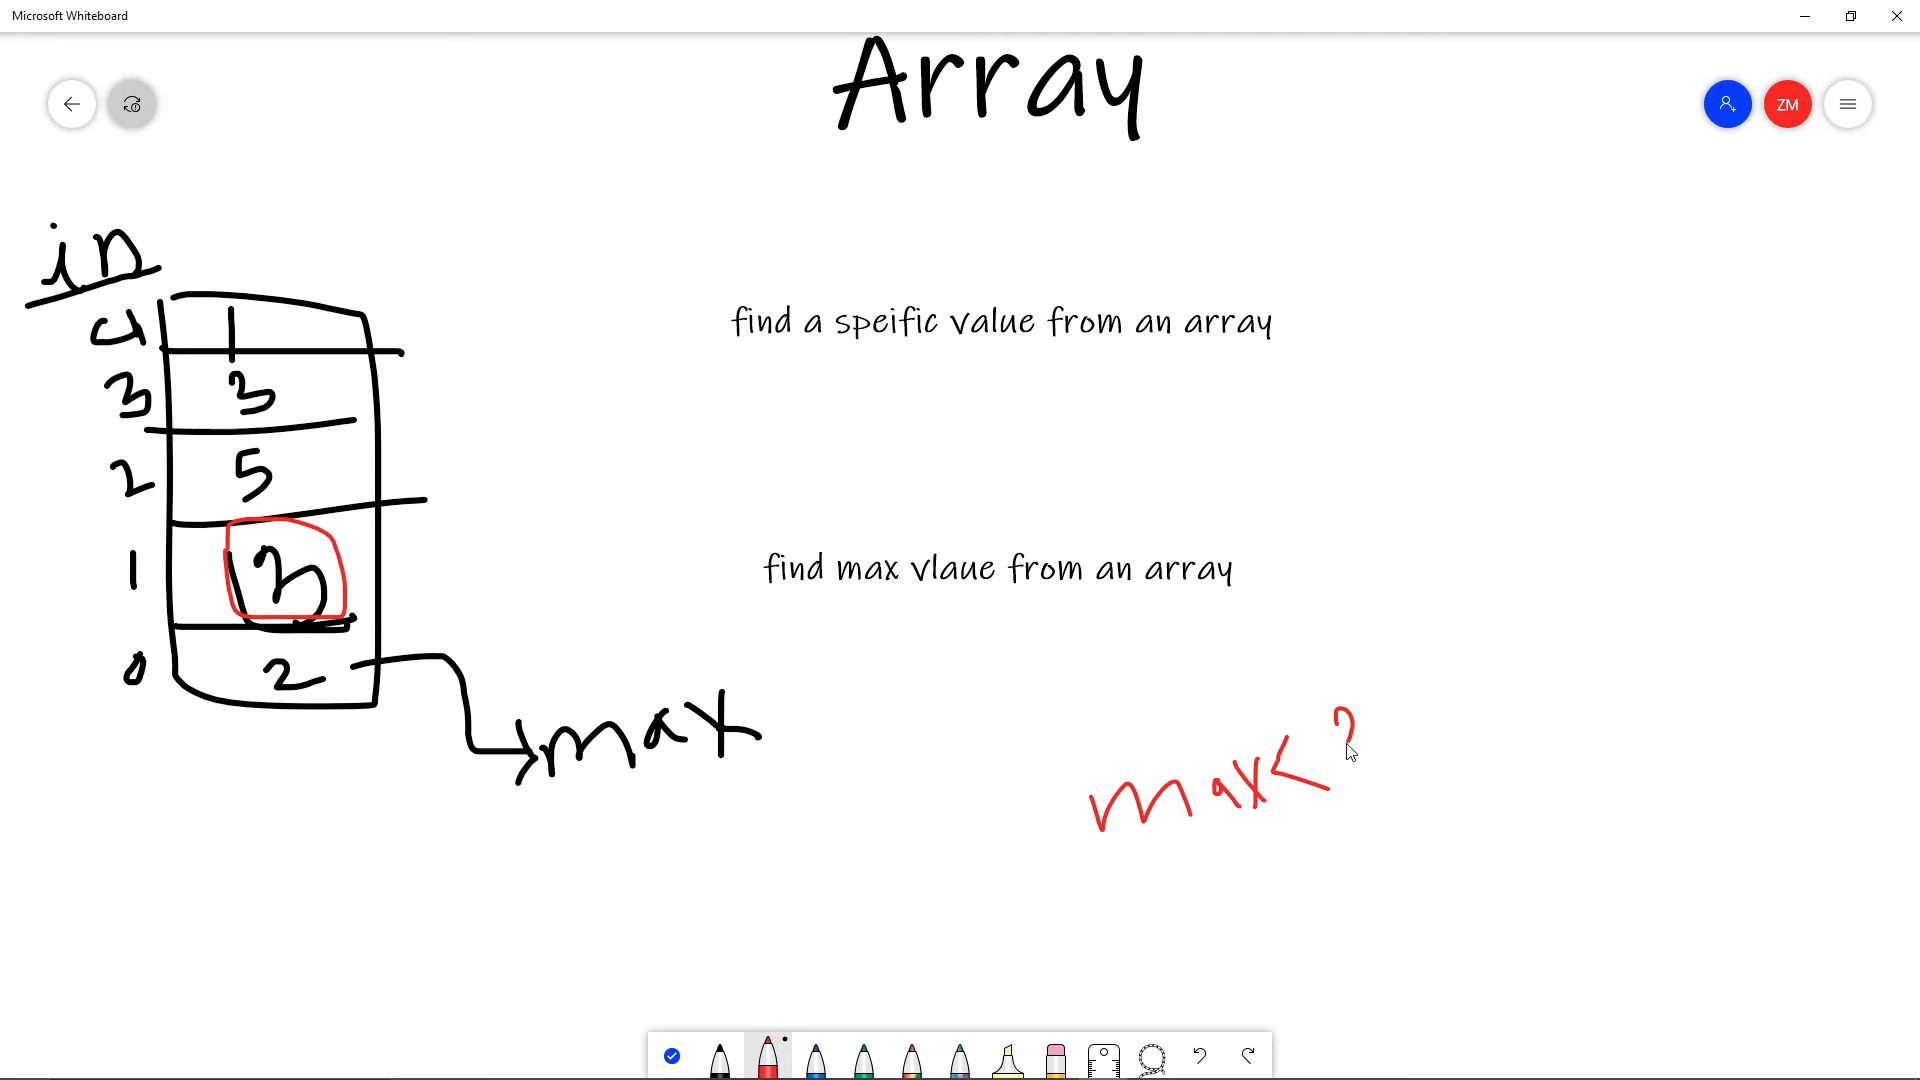 Microsoft Whiteboard
Array
ZM
in
4 1
3 3
2 5
1
0 2
find a speific value from an array
find max vlaue from an array
max
max<